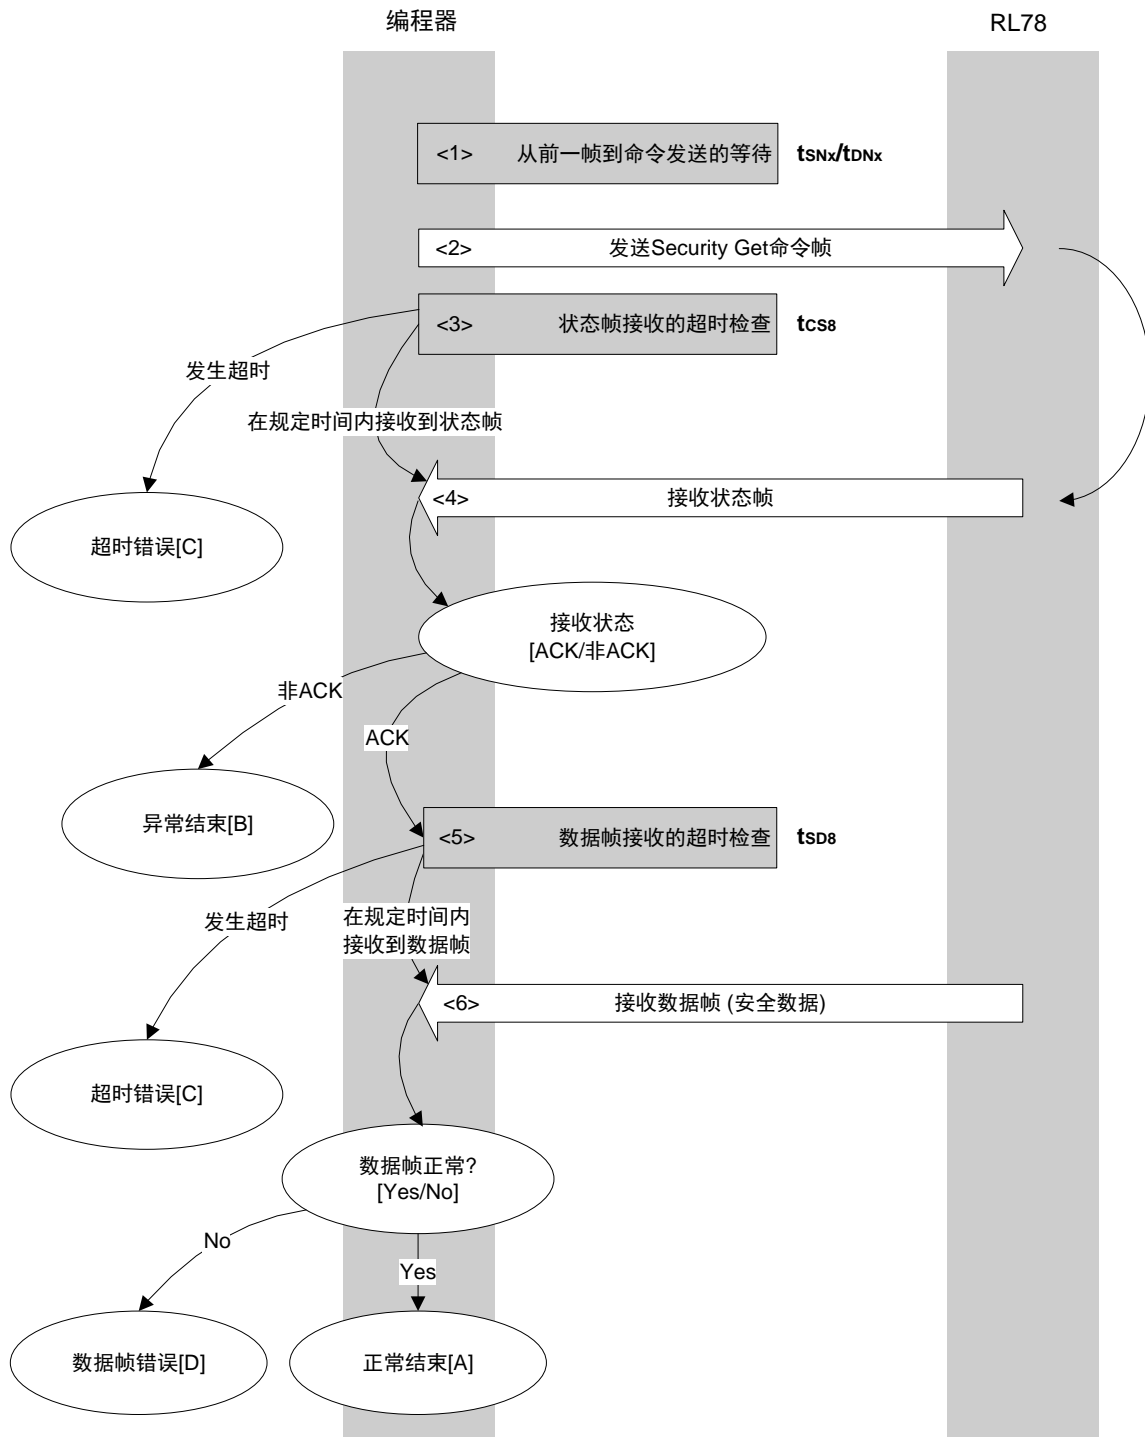 编程器
RL78
<1> 从前一帧到命令发送的等待 tSNx/tDNx
<2> 发送Security Get命令帧
<3> 状态帧接收的超时检查 tCS8
发生超时
在规定时间内接收到状态帧
<4> 接收状态帧
超时错误[C]
接收状态
[ACK/非ACK]
非ACK
ACK
异常结束[B]
<5> 数据帧接收的超时检查 tSD8
发生超时
在规定时间内
接收到数据帧
<6> 接收数据帧 (安全数据)
超时错误[C]
数据帧正常?
[Yes/No]
No
Yes
数据帧错误[D]
正常结束[A]